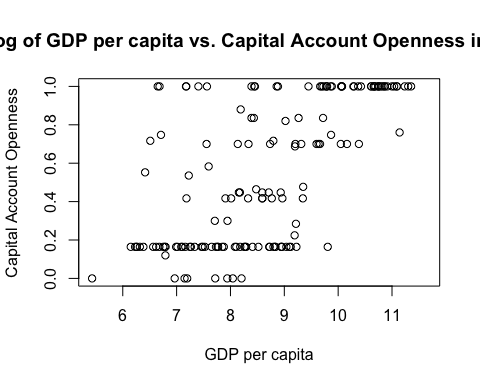 og of GDP per capita vs. Capital Account Openness in
Capital Account Openness
1.0
0.8
0.6
0.4
0.2
0.0
6 7 8 9 10 11
GDP per capita